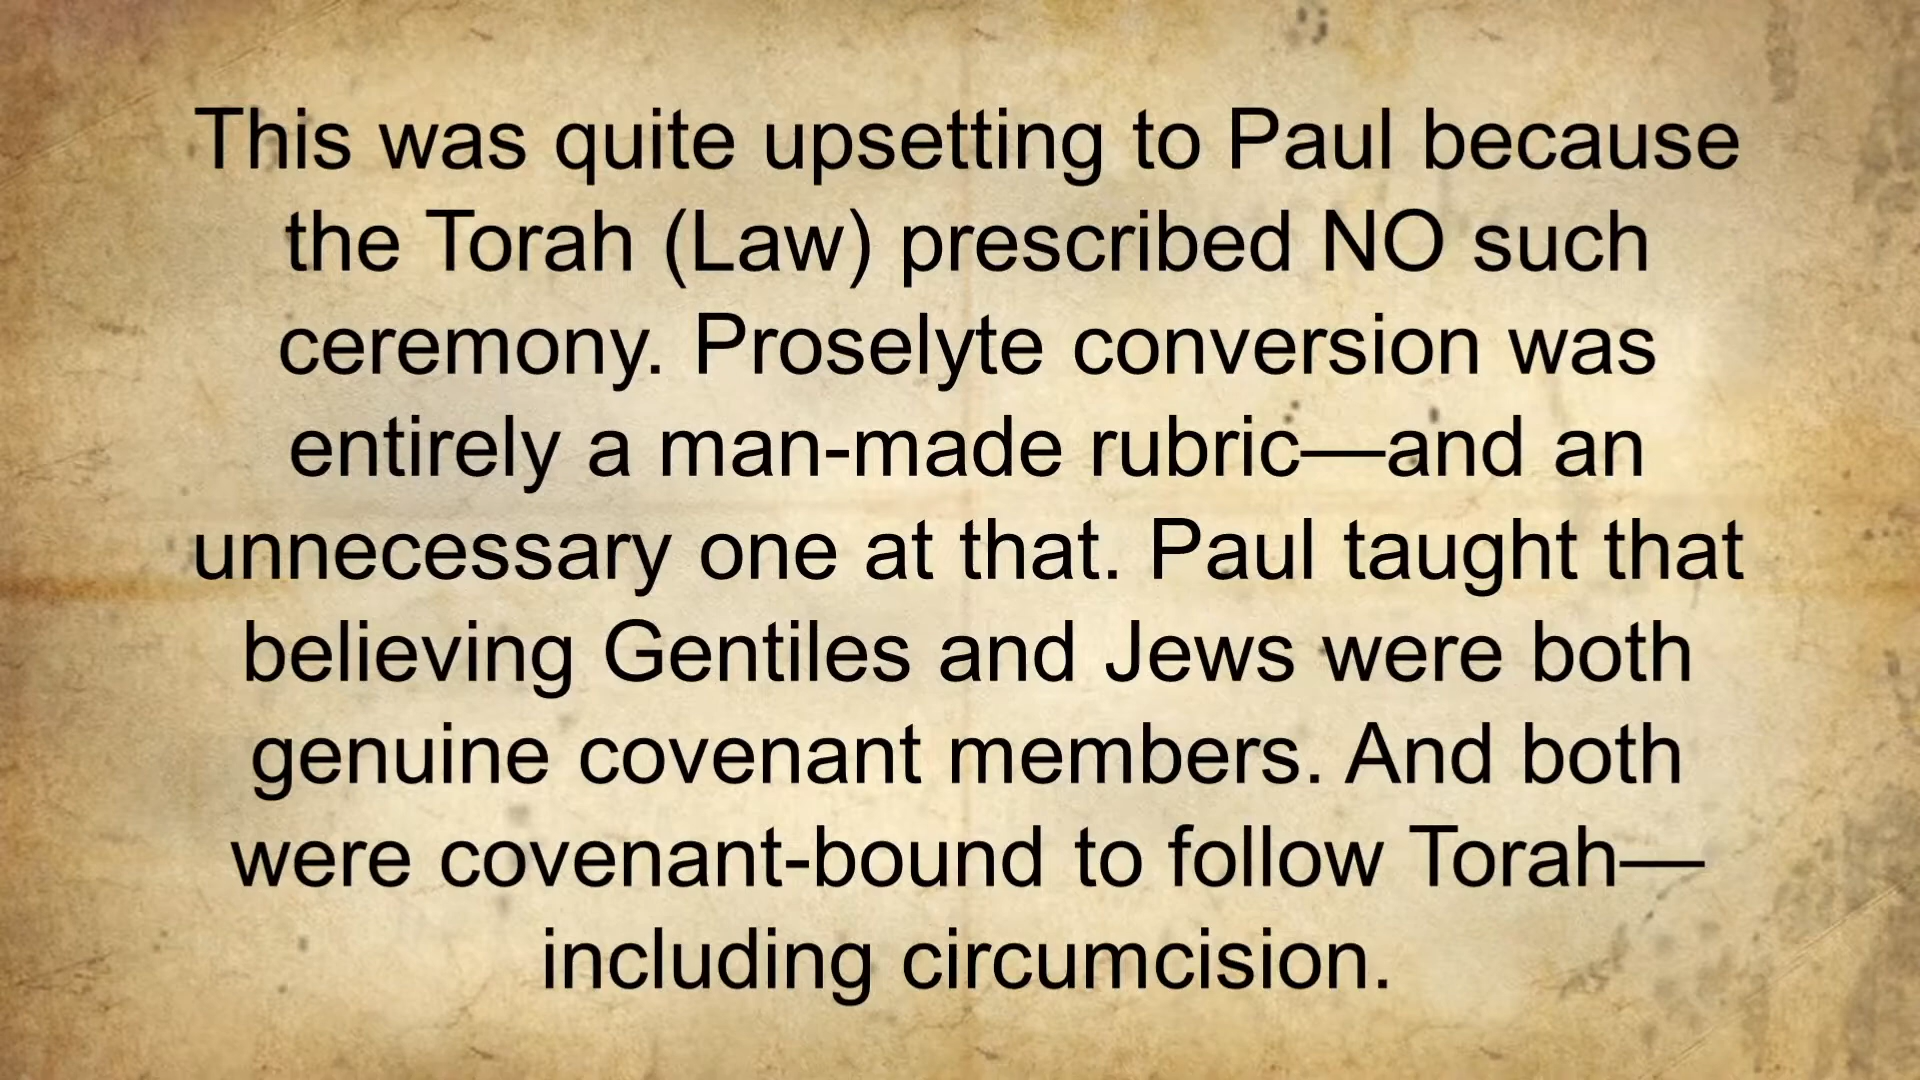 This was quite upsetting to Paul because
the Torah (Law) prescribed NO such
ceremony. Proselyte conversion was
entirely a man-made rubric—and an
unnecessary one at that. Paul taught that
believing Gentiles and Jews were both
genuine covenant members. And both
were covenant-bound to follow Torah—
including circumcision.